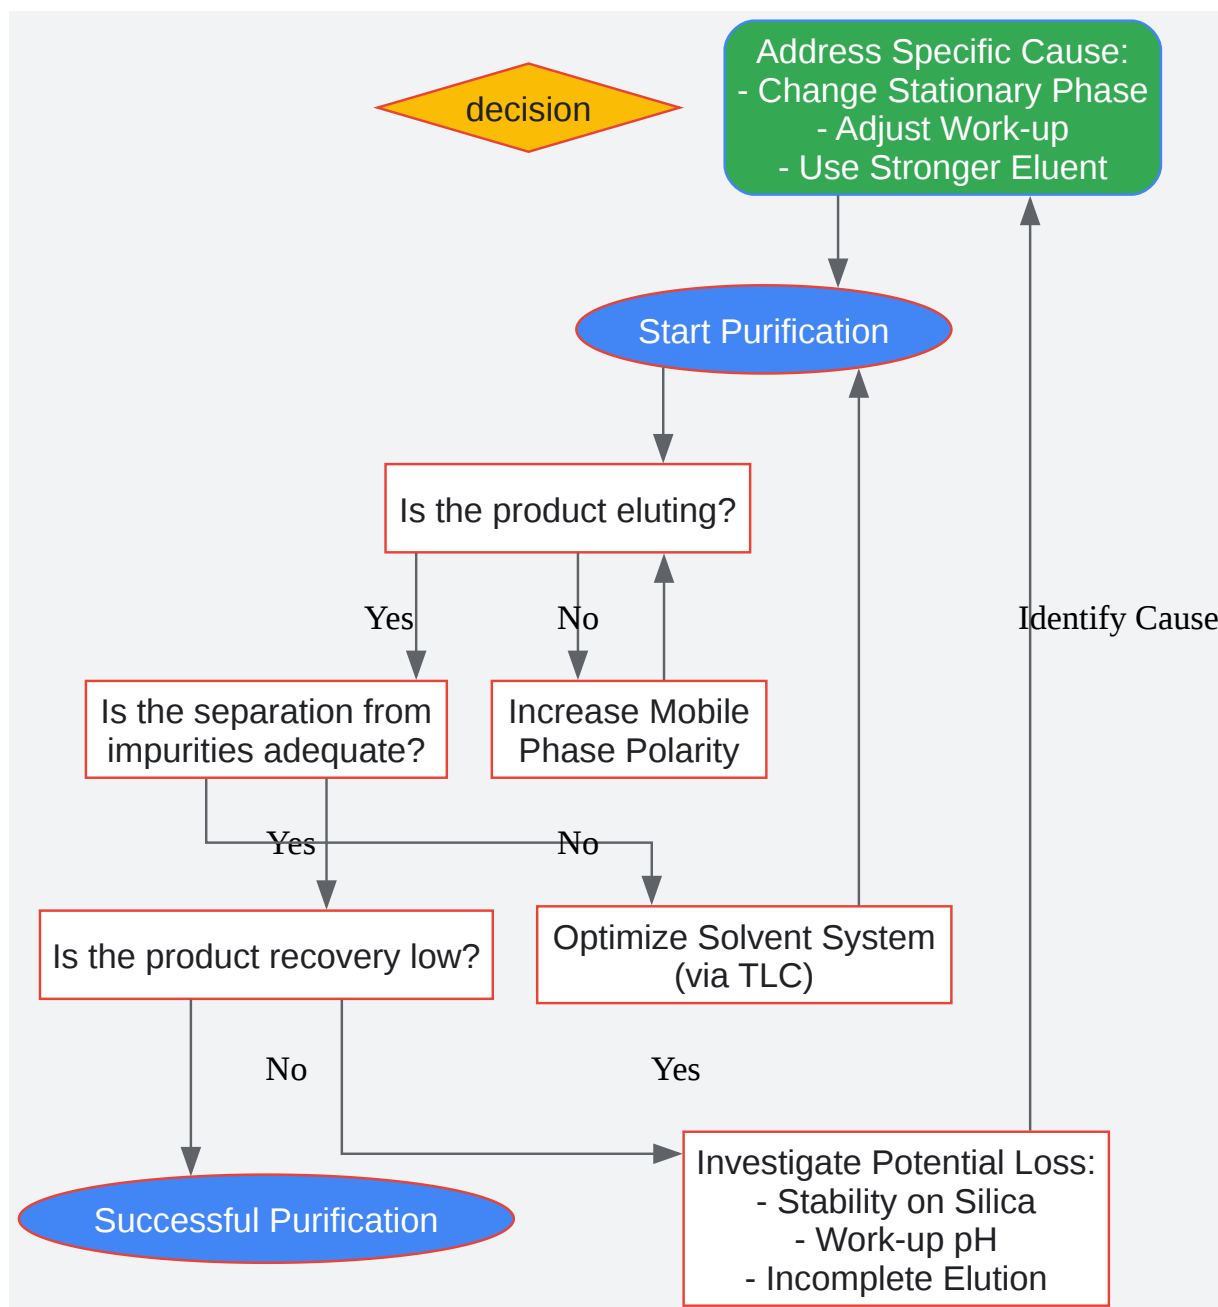 decision
Address Specific Cause:
- Change Stationary Phase
- Adjust Work-up
- Use Stronger Eluent
Start Purification
Is the product eluting?
Yes
No
Identify Cause
Is the separation from
impurities adequate?
Increase Mobile
Phase Polarity
Yes
No
Is the product recovery low?
Optimize Solvent System
(via TLC)
No
Yes
Successful Purification
Investigate Potential Loss:
- Stability on Silica
- Work-up pH
- Incomplete Elution